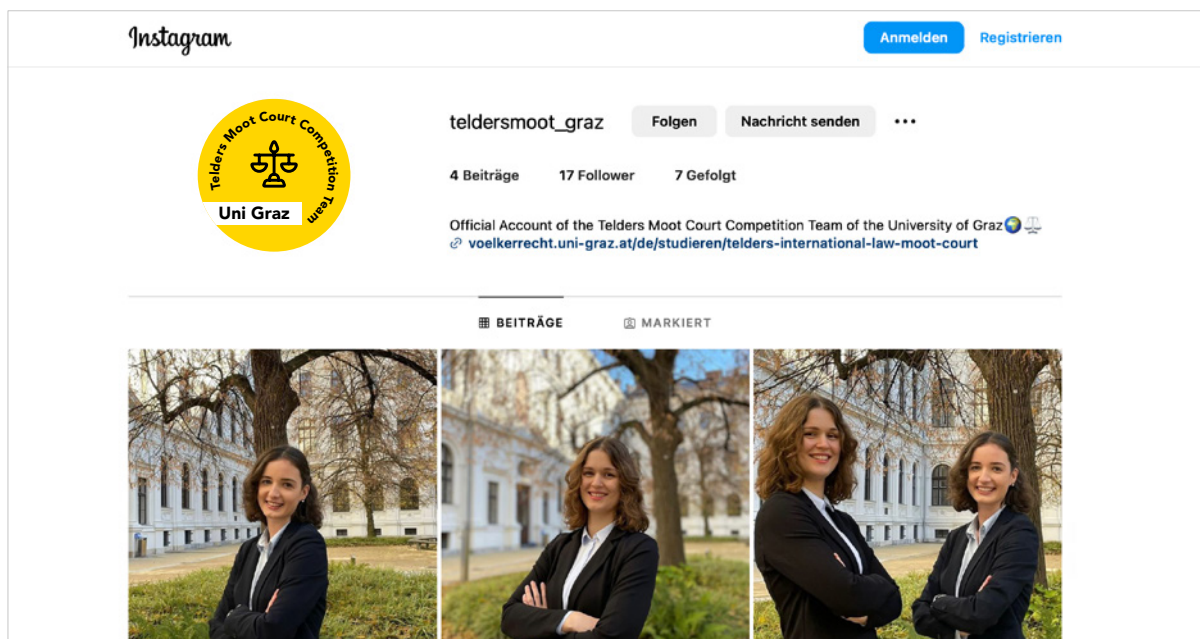 Instagram
Anmelden
Registrieren
Telders Moot Court Competition Team
Uni Graz
teldersmoot_graz
Folgen
Nachricht senden
4 Beiträge 17 Follower 7 Gefolgt
Official Account of the Telders Moot Court Competition Team of the University of Graz🌍⚖️
voelkerrecht.uni-graz.at/de/studieren/telders-international-law-moot-court
BEITRÄGE
MARKIERT